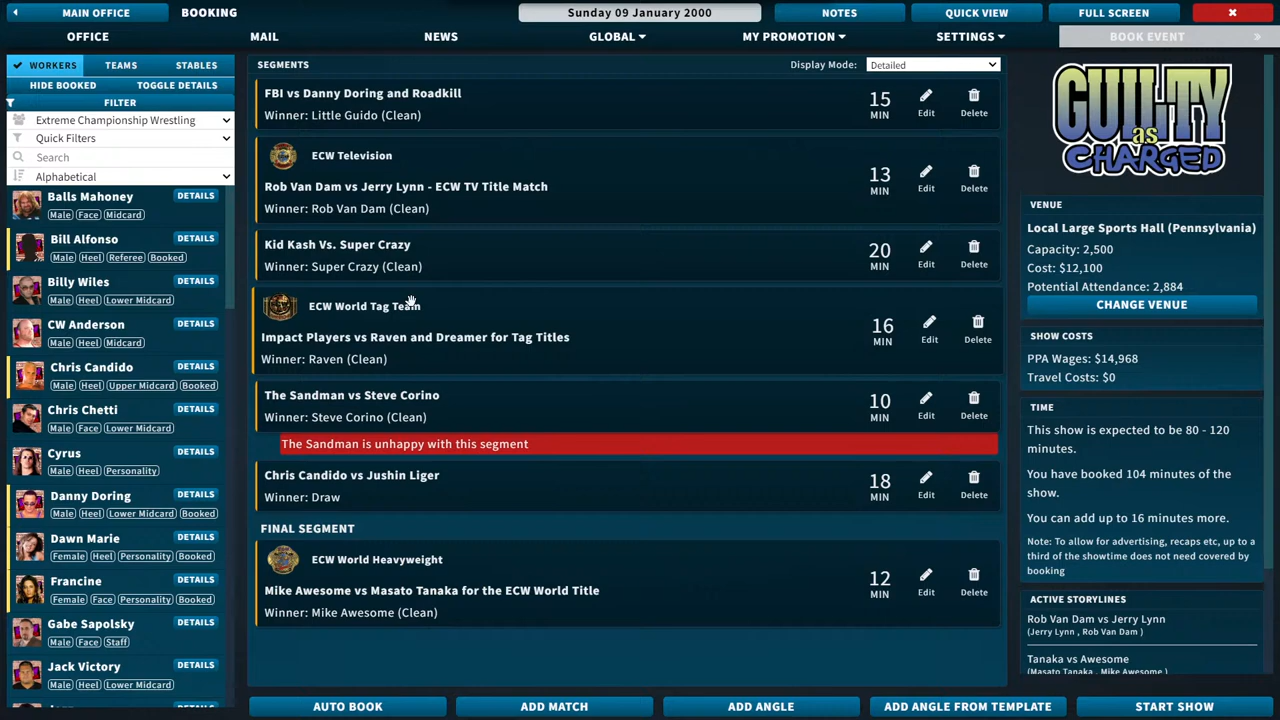 MAIN OFFICE
BOOKING
Sunday 09 January 2000
NOTES
QUICK VIEW
FULL SCREEN
OFFICE
MAIL
NEWS
GLOBAL
MY PROMOTION
SETTINGS
BOOK EVENT
WORKERS
TEAMS
STABLES
HIDE BOOKED
TOGGLE DETAILS
FILTER
Extreme Championship Wrestling
Quick Filters
Search
Alphabetical
Balls Mahoney DETAILS
Male Face Midcard
Bill Alfonso DETAILS
Male Heel Referee Booked
Billy Wiles DETAILS
Male Heel Lower Midcard
CW Anderson DETAILS
Male Heel Midcard
Chris Candido DETAILS
Male Heel Upper Midcard Booked
Chris Chetti DETAILS
Male Face Lower Midcard
Cyrus DETAILS
Male Heel Personality
Danny Doring DETAILS
Male Heel Lower Midcard Booked
Dawn Marie DETAILS
Female Heel Personality Booked
Francine DETAILS
Female Face Personality Booked
Gabe Sapolsky DETAILS
Male Face Staff
Jack Victory DETAILS
Male Heel Lower Midcard
SEGMENTS
Display Mode: Detailed
FBI vs Danny Doring and Roadkill
Winner: Little Guido (Clean)
15 MIN Edit Delete
ECW Television
Rob Van Dam vs Jerry Lynn - ECW TV Title Match
Winner: Rob Van Dam (Clean)
13 MIN Edit Delete
Kid Kash Vs. Super Crazy
Winner: Super Crazy (Clean)
20 MIN Edit Delete
ECW World Tag Team
Impact Players vs Raven and Dreamer for Tag Titles
Winner: Raven (Clean)
16 MIN Edit Delete
The Sandman vs Steve Corino
Winner: Steve Corino (Clean)
10 MIN Edit Delete
The Sandman is unhappy with this segment
Chris Candido vs Jushin Liger
Winner: Draw
18 MIN Edit Delete
FINAL SEGMENT
ECW World Heavyweight
Mike Awesome vs Masato Tanaka for the ECW World Title
Winner: Mike Awesome (Clean)
12 MIN Edit Delete
AUTO BOOK
ADD MATCH
ADD ANGLE
ADD ANGLE FROM TEMPLATE
START SHOW
GUILTY
as
CHARGED
VENUE
Local Large Sports Hall (Pennsylvania)
Capacity: 2,500
Cost: $12,100
Potential Attendance: 2,884
CHANGE VENUE
SHOW COSTS
PPA Wages: $14,968
Travel Costs: $0
TIME
This show is expected to be 80 - 120
minutes.
You have booked 104 minutes of the
show.
You can add up to 16 minutes more.
Note: To allow for advertising, recaps etc, up to a
third of the showtime does not need covered by
booking
ACTIVE STORYLINES
Rob Van Dam vs Jerry Lynn
(Jerry Lynn , Rob Van Dam )
Tanaka vs Awesome
(Masato Tanaka , Mike Awesome )